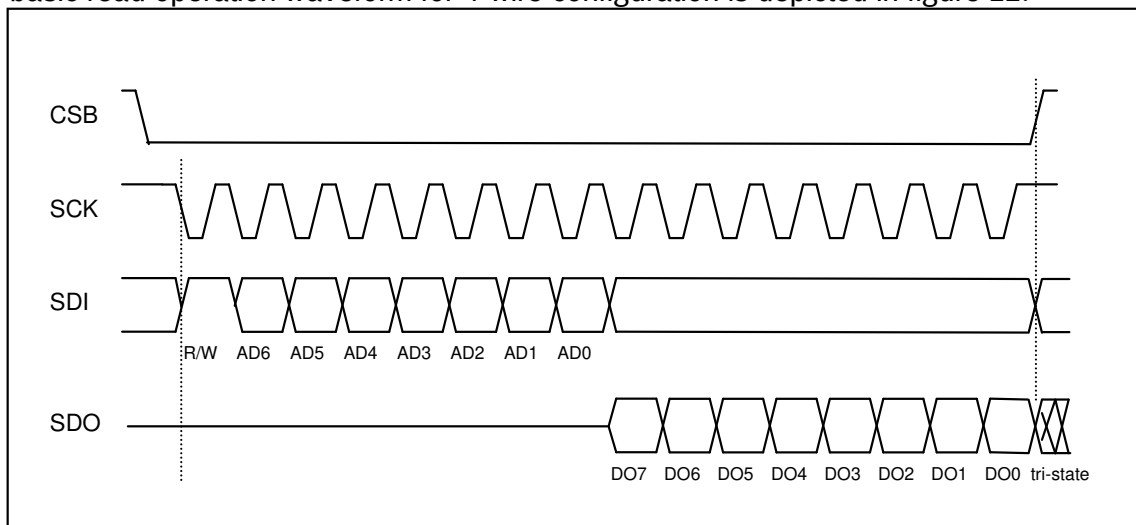 basic read operation waveform for 4-wire configuration is depicted in figure 22:
CSB
SCK
SDI
R/W AD6 AD5 AD4 AD3 AD2 AD1 AD0
SDO
DO7 DO6 DO5 DO4 DO3 DO2 DO1 DO0 tri-state